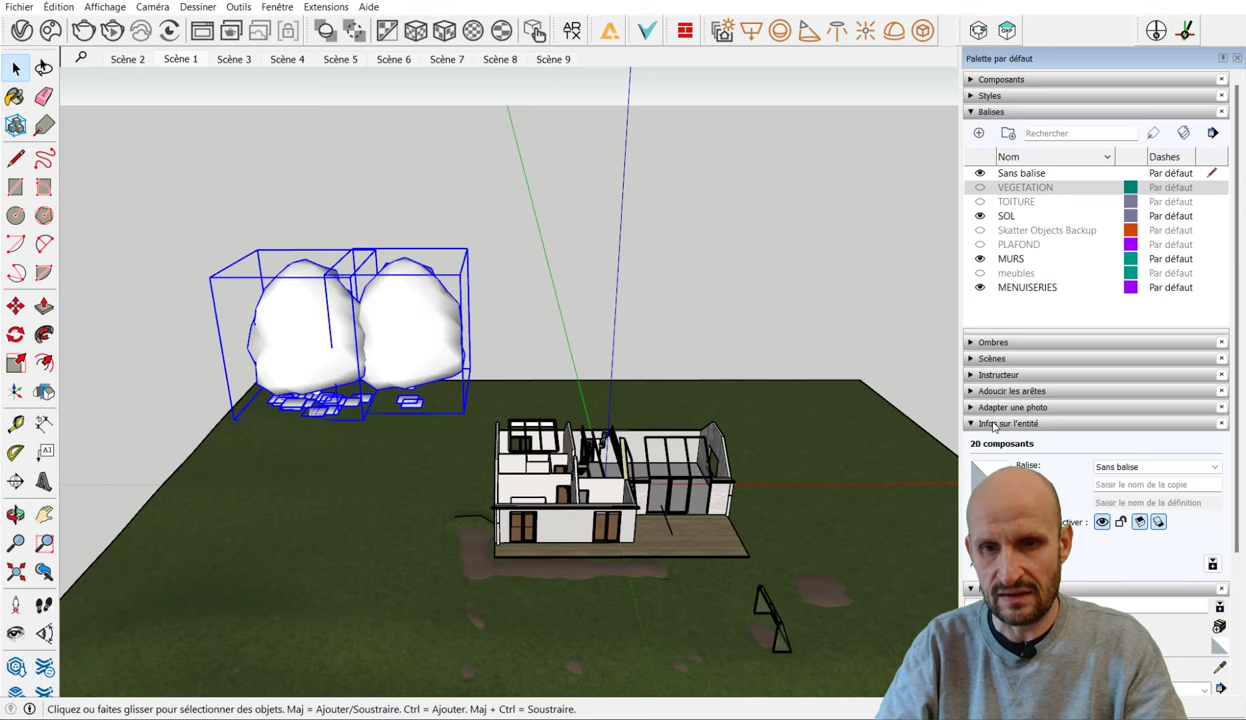 Fichier Édition Affichage Caméra Dessiner Outils Fenêtre Extensions Aide
AR
Scène 2 Scène 1 Scène 3 Scène 4 Scène 5 Scène 6 Scène 7 Scène 8 Scène 9
Palette par défaut
Composants
Styles
Balises
Rechercher
Nom Dashes
Sans balise Par défaut
VEGETATION Par défaut
TOITURE Par défaut
SOL Par défaut
Skatter Objects Backup Par défaut
PLAFOND Par défaut
MURS Par défaut
meubles Par défaut
MENUISERIES Par défaut
Ombres
Scènes
Instructeur
Adoucir les arêtes
Adapter une photo
Infos sur l'entité
20 composants
Balise: Sans balise
Saisir le nom de la copie
Saisir le nom de la définition
Cliquez ou faites glisser pour sélectionner des objets. Maj = Ajouter/Soustraire. Ctrl = Ajouter. Maj + Ctrl = Soustraire.